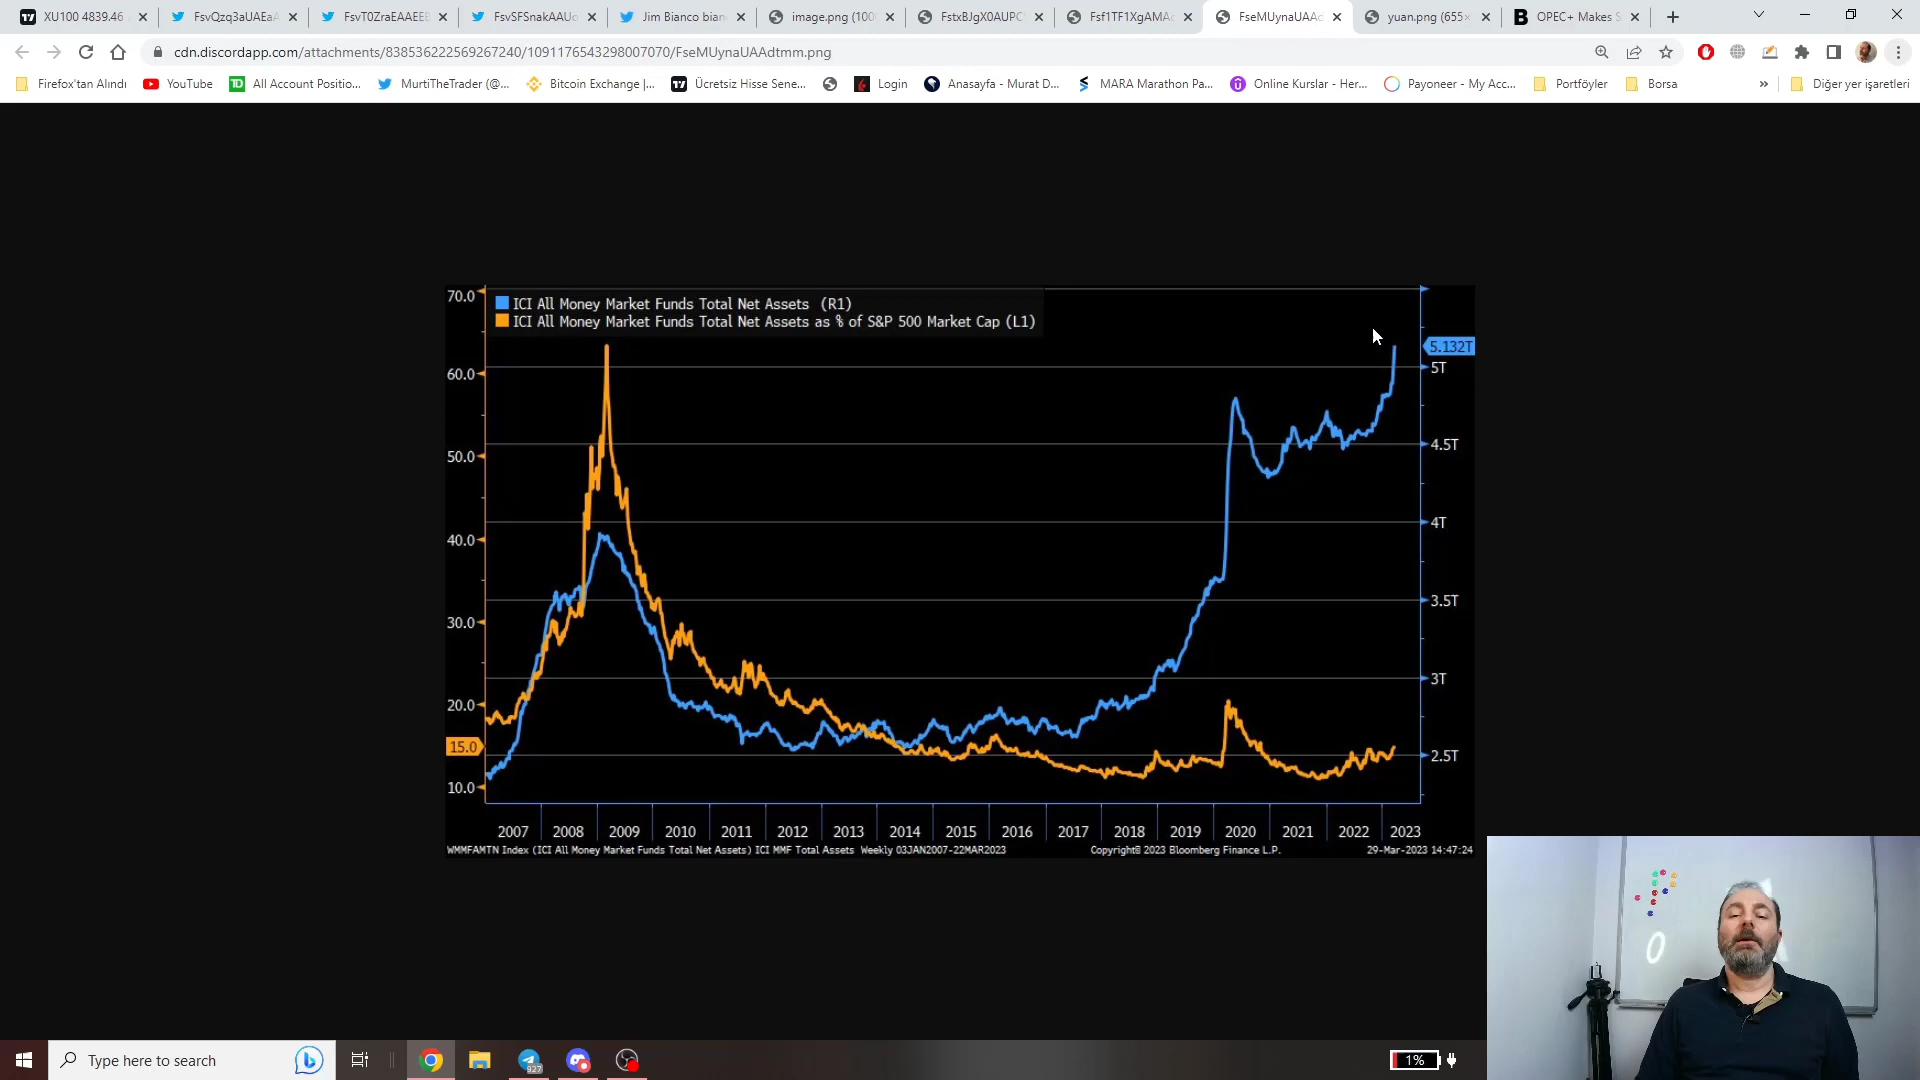 XU100 4839.46
FsvQzq3aUAEaA
FsvT0ZraEAAEEB
FsvSFSnakAAUo
Jim Bianco bian
image.png (100
FstxBJgX0AUPC
Fsf1TF1XgAMA
FseMUynaUAAd
yuan.png (655×
OPEC+ Makes S
cdn.discordapp.com/attachments/838536222569267240/1091176543298007070/FseMUynaUAAdtmm.png
Firefox'tan Alındı
YouTube
All Account Positio...
MurtiTheTrader (@...
Bitcoin Exchange |...
Ücretsiz Hisse Sene...
Login
Anasayfa - Murat D...
MARA Marathon Pa...
Online Kurslar - Her...
Payoneer - My Acc...
Portföyler
Borsa
»
Diğer yer işaretleri
ICI All Money Market Funds Total Net Assets (R1)
ICI All Money Market Funds Total Net Assets as % of S&P 500 Market Cap (L1)
70.0
60.0
50.0
40.0
30.0
20.0
15.0
10.0
5.132T
5T
4.5T
4T
3.5T
3T
2.5T
2007 2008 2009 2010 2011 2012 2013 2014 2015 2016 2017 2018 2019 2020 2021 2022 2023
WMMFAMTN Index (ICI All Money Market Funds Total Net Assets) ICI MMF Total Assets Weekly 03JAN2007-22MAR2023
Copyright© 2023 Bloomberg Finance L.P.
29-Mar-2023 14:47:24
Type here to search
927
1%